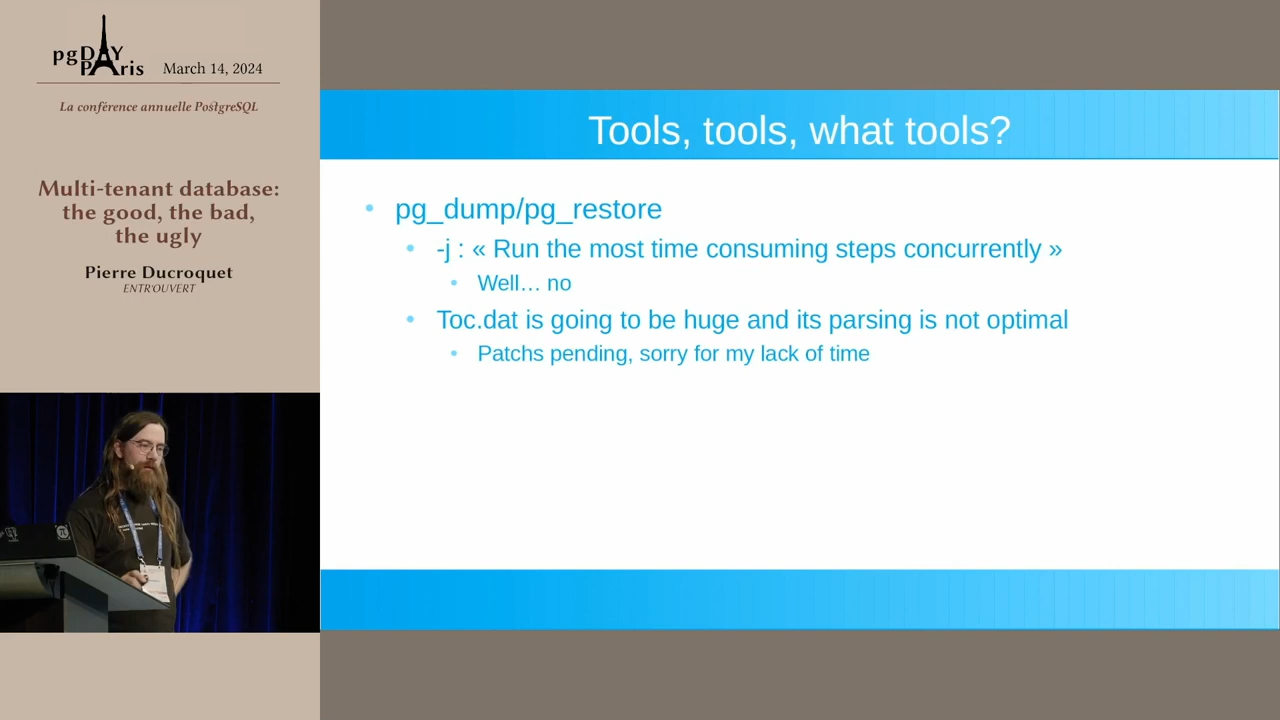 pgDAY
Paris
March 14, 2024
La conférence annuelle PostgreSQL
Multi-tenant database:
the good, the bad,
the ugly
Pierre Ducroquet
ENTR'OUVERT
Tools, tools, what tools?
pg_dump/pg_restore
-j : « Run the most time consuming steps concurrently »
Well… no
Toc.dat is going to be huge and its parsing is not optimal
Patchs pending, sorry for my lack of time